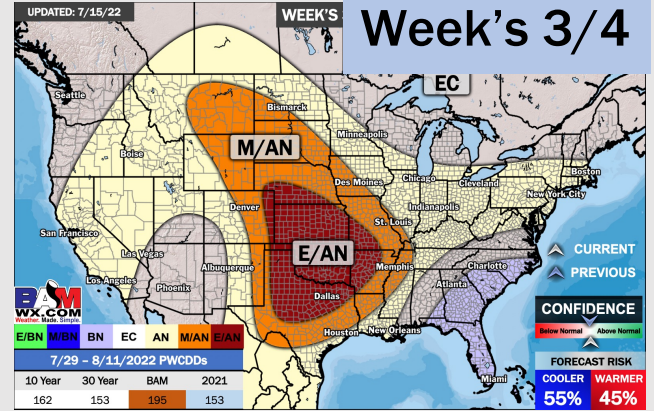 UPDATED: 7/15/22
WEEK'S
Week's 3/4
EC
Seattle
Bismarck
Minneapolis
M/AN
Boise
Boston
Des Moines
Chicago
Cleveland
New York City
Denver
Indianapolis
St. Louis
San Francisco
E/AN
Las Vegas
Albuquerque
Memphis
Charlotte
Los Angeles
Phoenix
Atlanta
Dallas
Houston
New Orleans
Miami
CURRENT
PREVIOUS
BAM
WX.COM
Weather. Made. Simple.
E/BN M/BN BN EC AN M/AN E/AN
7/29 – 8/11/2022 PWCDDs
10 Year 30 Year BAM 2021
162 153 195 153
CONFIDENCE
Below Normal Above Normal
FORECAST RISK
COOLER WARMER
55% 45%